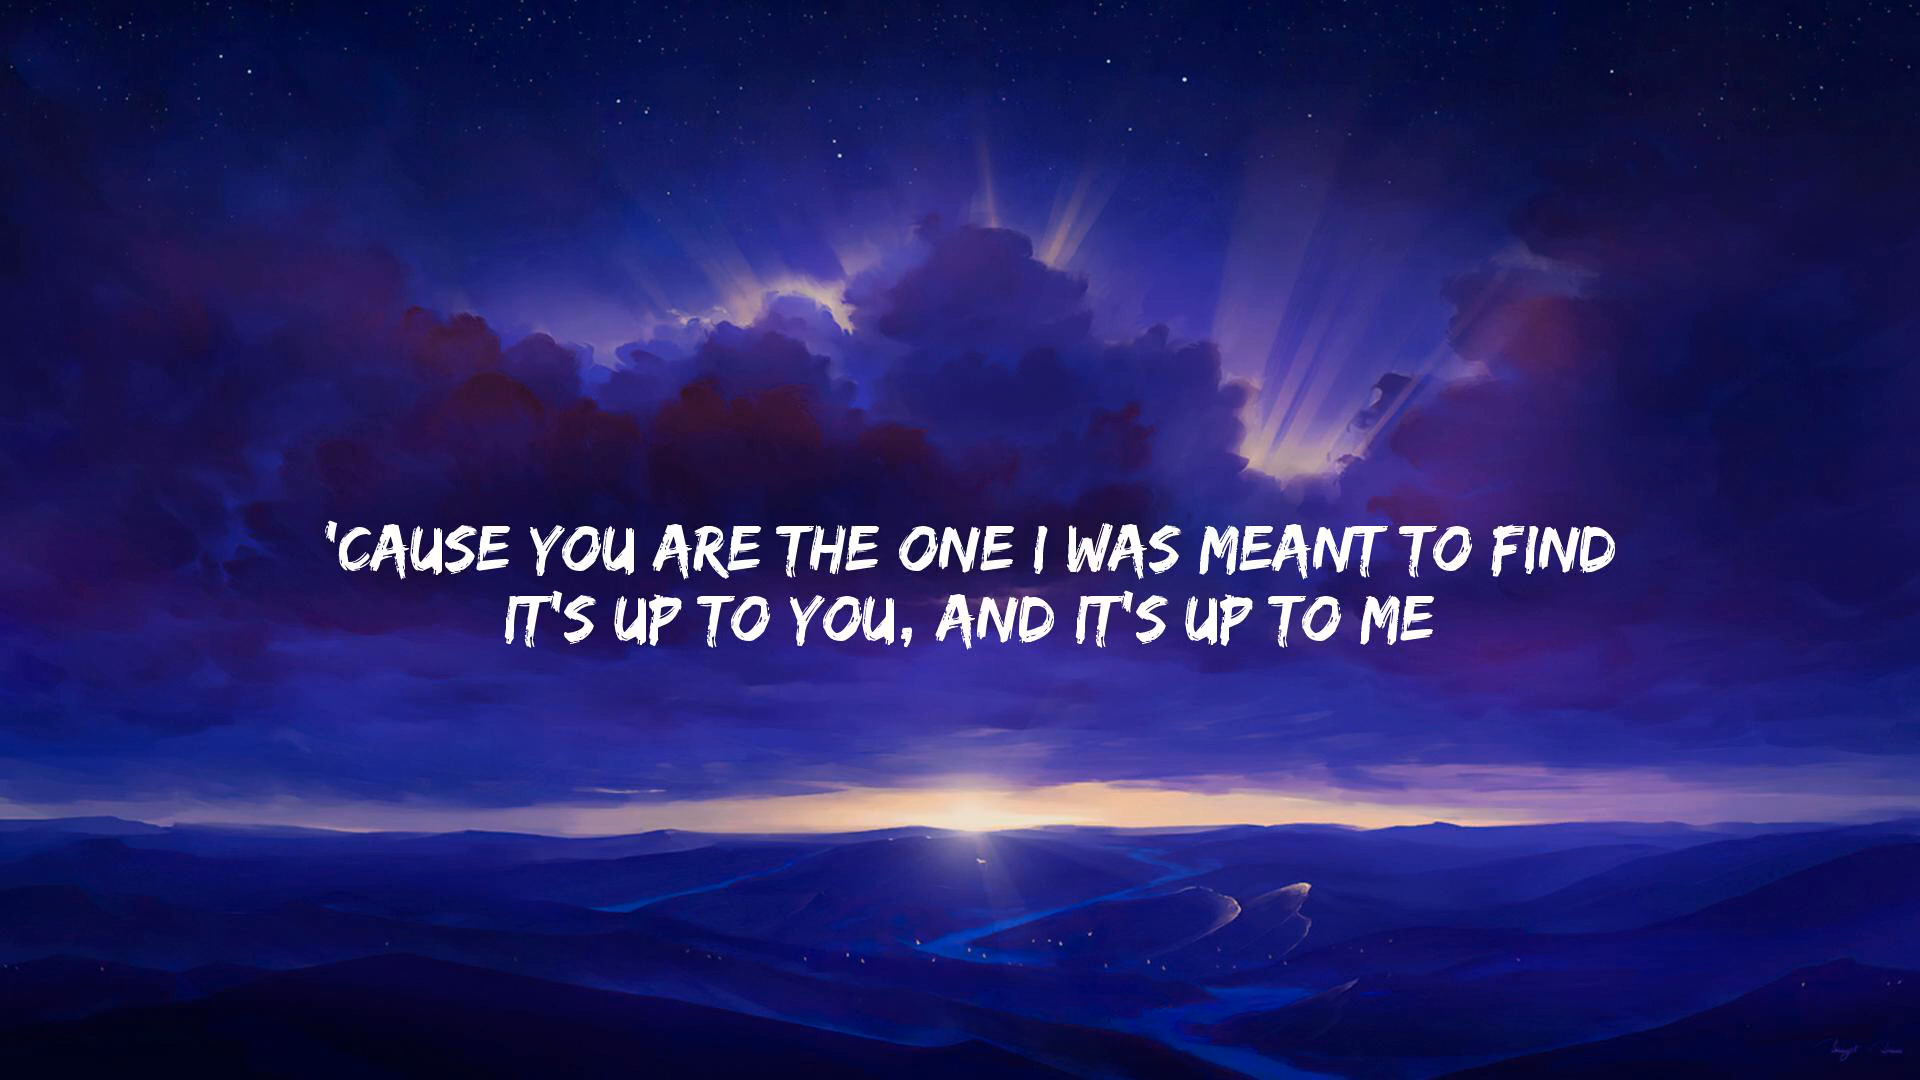 'CAUSE YOU ARE THE ONE I WAS MEANT TO FIND
IT'S UP TO YOU, AND IT'S UP TO ME